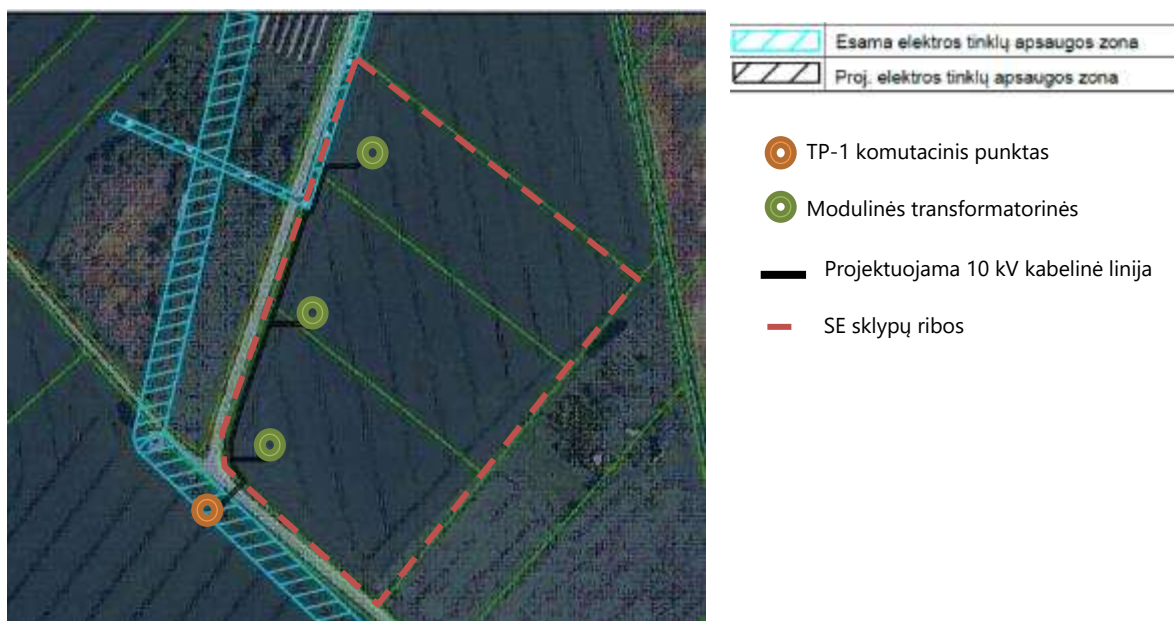 Esama elektros tinklų apsaugos zona
Proj. elektros tinklų apsaugos zona
TP-1 komutacinis punktas
Modulinės transformatorinės
Projektuojama 10 kV kabelinė linija
SE sklypų ribos